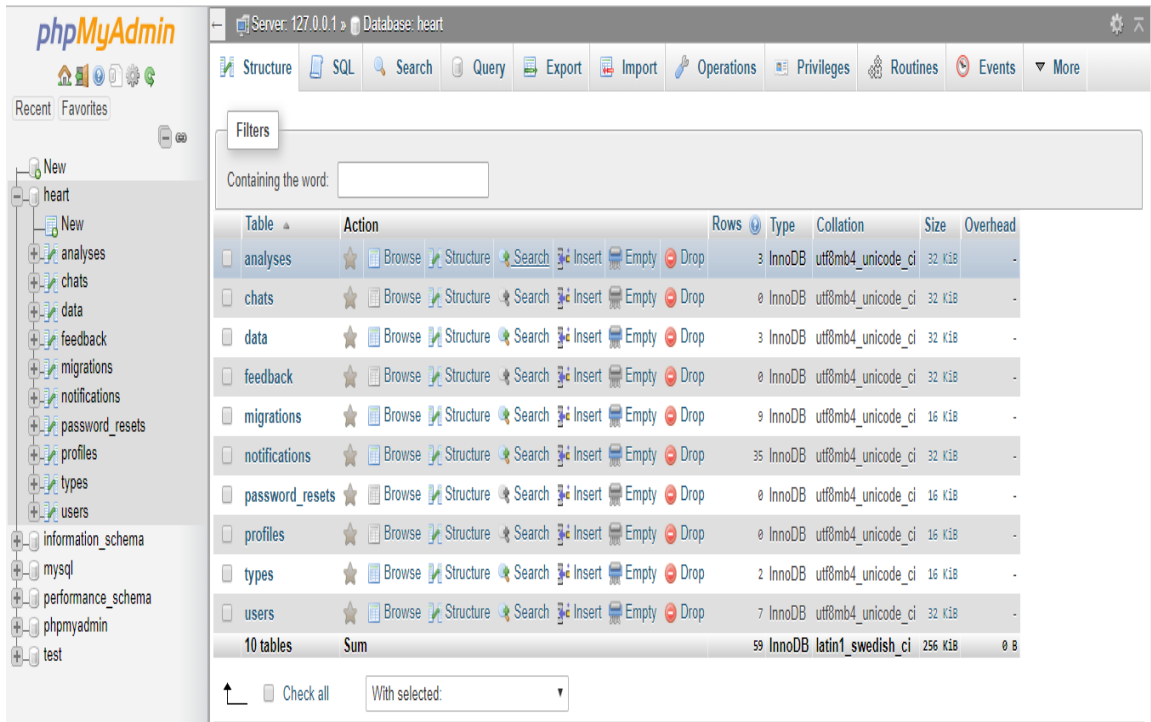 phpMyAdmin
Recent Favorites
New
heart
New
analyses
chats
data
feedback
migrations
notifications
password_resets
profiles
types
users
information_schema
mysql
performance_schema
phpmyadmin
test
Server: 127.0.0.1 » Database: heart
Structure SQL Search Query Export Import Operations Privileges Routines Events More
Filters
Containing the word:
Table Action Rows Type Collation Size Overhead
analyses Browse Structure Search Insert Empty Drop 3 InnoDB utf8mb4_unicode_ci 32 KiB -
chats Browse Structure Search Insert Empty Drop 0 InnoDB utf8mb4_unicode_ci 32 KiB -
data Browse Structure Search Insert Empty Drop 3 InnoDB utf8mb4_unicode_ci 32 KiB -
feedback Browse Structure Search Insert Empty Drop 0 InnoDB utf8mb4_unicode_ci 32 KiB -
migrations Browse Structure Search Insert Empty Drop 9 InnoDB utf8mb4_unicode_ci 16 KiB -
notifications Browse Structure Search Insert Empty Drop 35 InnoDB utf8mb4_unicode_ci 32 KiB -
password_resets Browse Structure Search Insert Empty Drop 0 InnoDB utf8mb4_unicode_ci 16 KiB -
profiles Browse Structure Search Insert Empty Drop 0 InnoDB utf8mb4_unicode_ci 16 KiB -
types Browse Structure Search Insert Empty Drop 2 InnoDB utf8mb4_unicode_ci 16 KiB -
users Browse Structure Search Insert Empty Drop 7 InnoDB utf8mb4_unicode_ci 32 KiB -
10 tables Sum 59 InnoDB latin1_swedish_ci 256 KiB 0 B
Check all With selected: